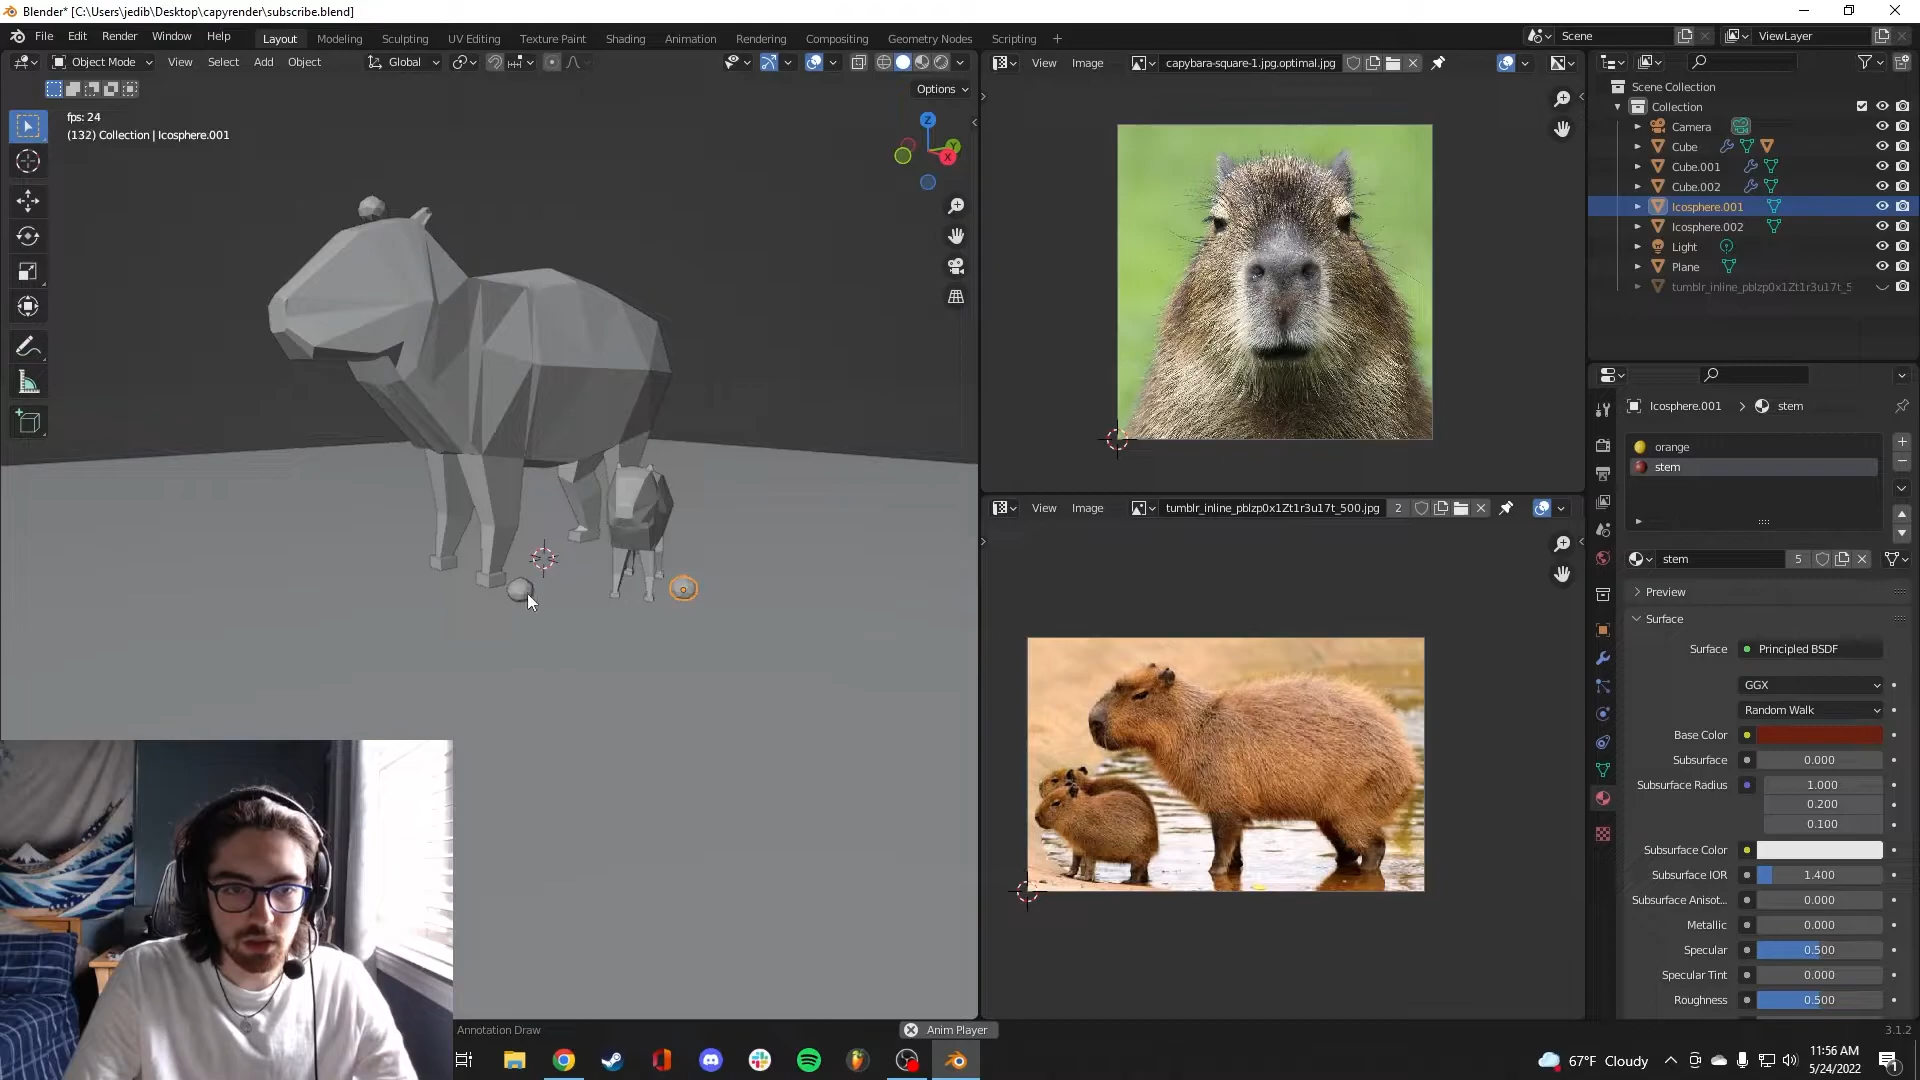 Blender* [C:\Users\jedib\Desktop\capyrender\subscribe.blend]
File Edit Render Window Help Layout Modeling Sculpting UV Editing Texture Paint Shading Animation Rendering Compositing Geometry Nodes Scripting + Scene ViewLayer
Object Mode View Select Add Object Global
Options
fps: 24
(132) Collection | Icosphere.001
Z
Y
X
View Image capybara-square-1.jpg.optimal.jpg
View Image tumblr_inline_pblzp0x1Zt1r3u17t_500.jpg 2
Scene Collection
Collection
Camera
Cube
Cube.001
Cube.002
Icosphere.001
Icosphere.002
Light
Plane
tumblr_inline_pblzp0x1Zt1r3u17t_5
Icosphere.001 > stem
orange
stem
stem 5
Preview
Surface
Surface Principled BSDF
GGX
Random Walk
Base Color
Subsurface 0.000
Subsurface Radius 1.000
0.200
0.100
Subsurface Color
Subsurface IOR 1.400
Subsurface Anisot... 0.000
Metallic 0.000
Specular 0.500
Specular Tint 0.000
Roughness 0.500
Annotation Draw
Anim Player
3.1.2
67°F Cloudy
11:56 AM
5/24/2022
1